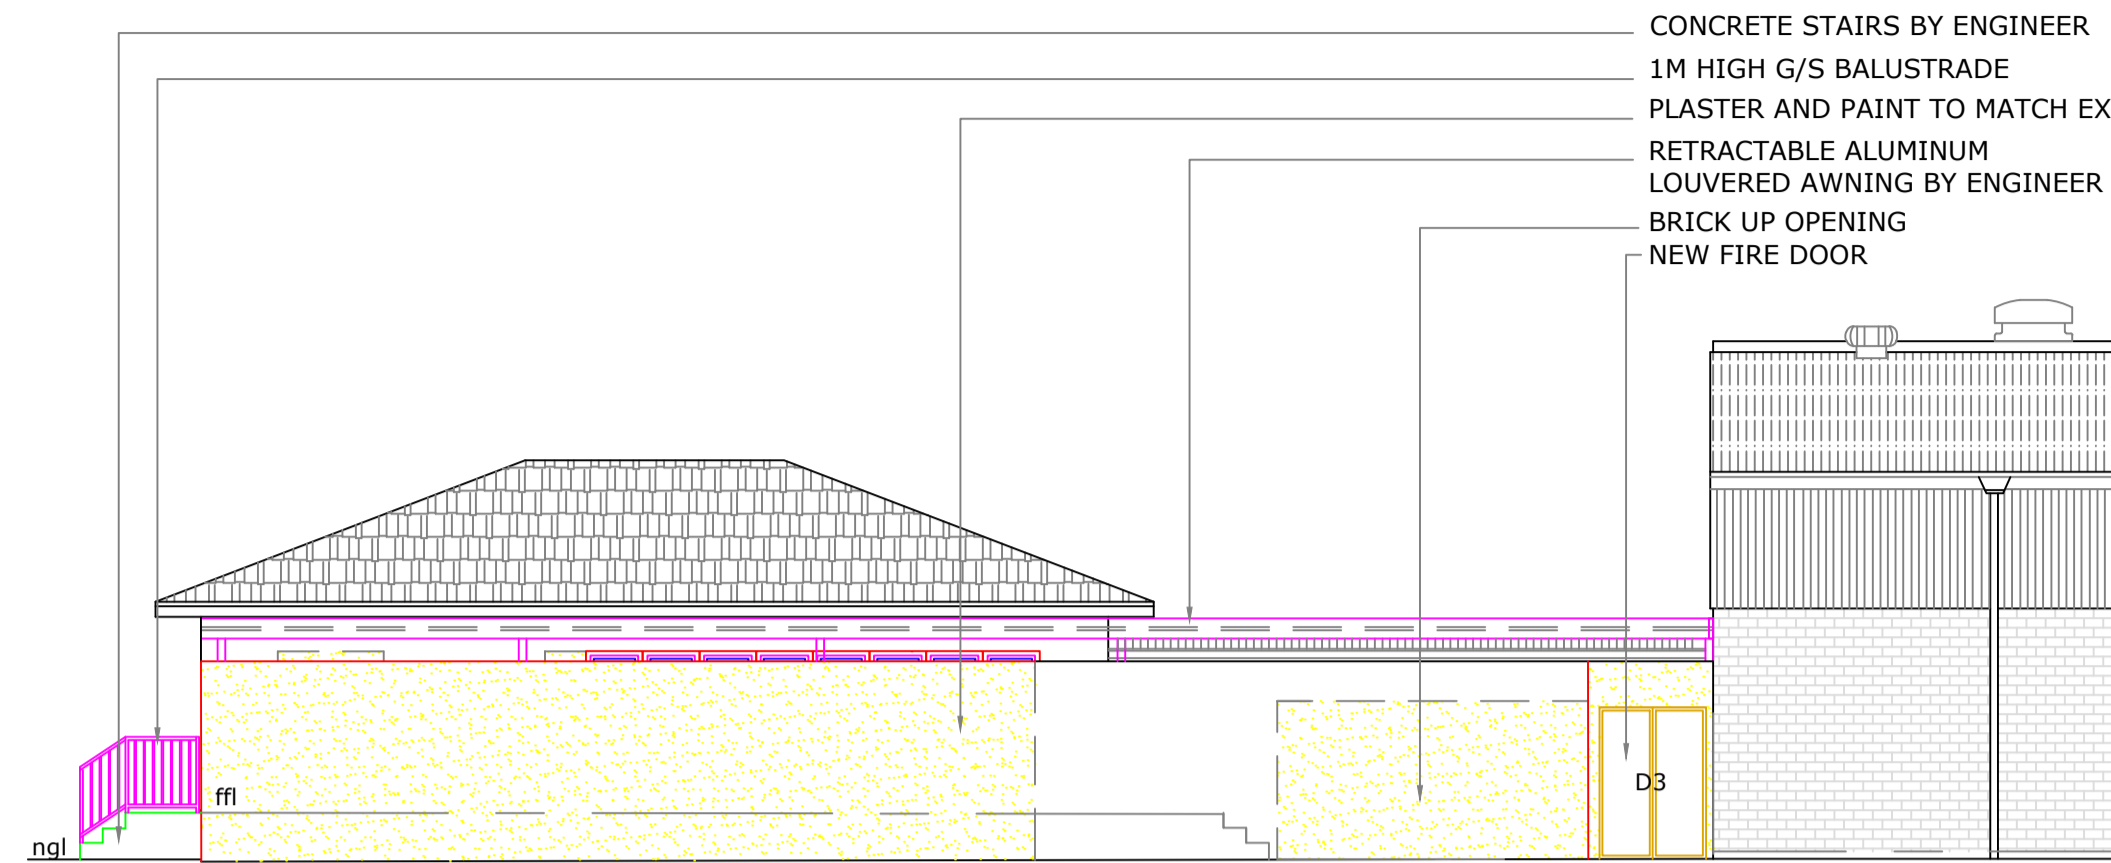 CONCRETE STAIRS BY ENGINEER
1M HIGH G/S BALUSTRADE
PLASTER AND PAINT TO MATCH EX
RETRACTABLE ALUMINUM
LOUVERED AWNING BY ENGINEER
BRICK UP OPENING
NEW FIRE DOOR
D3
ffl
ngl